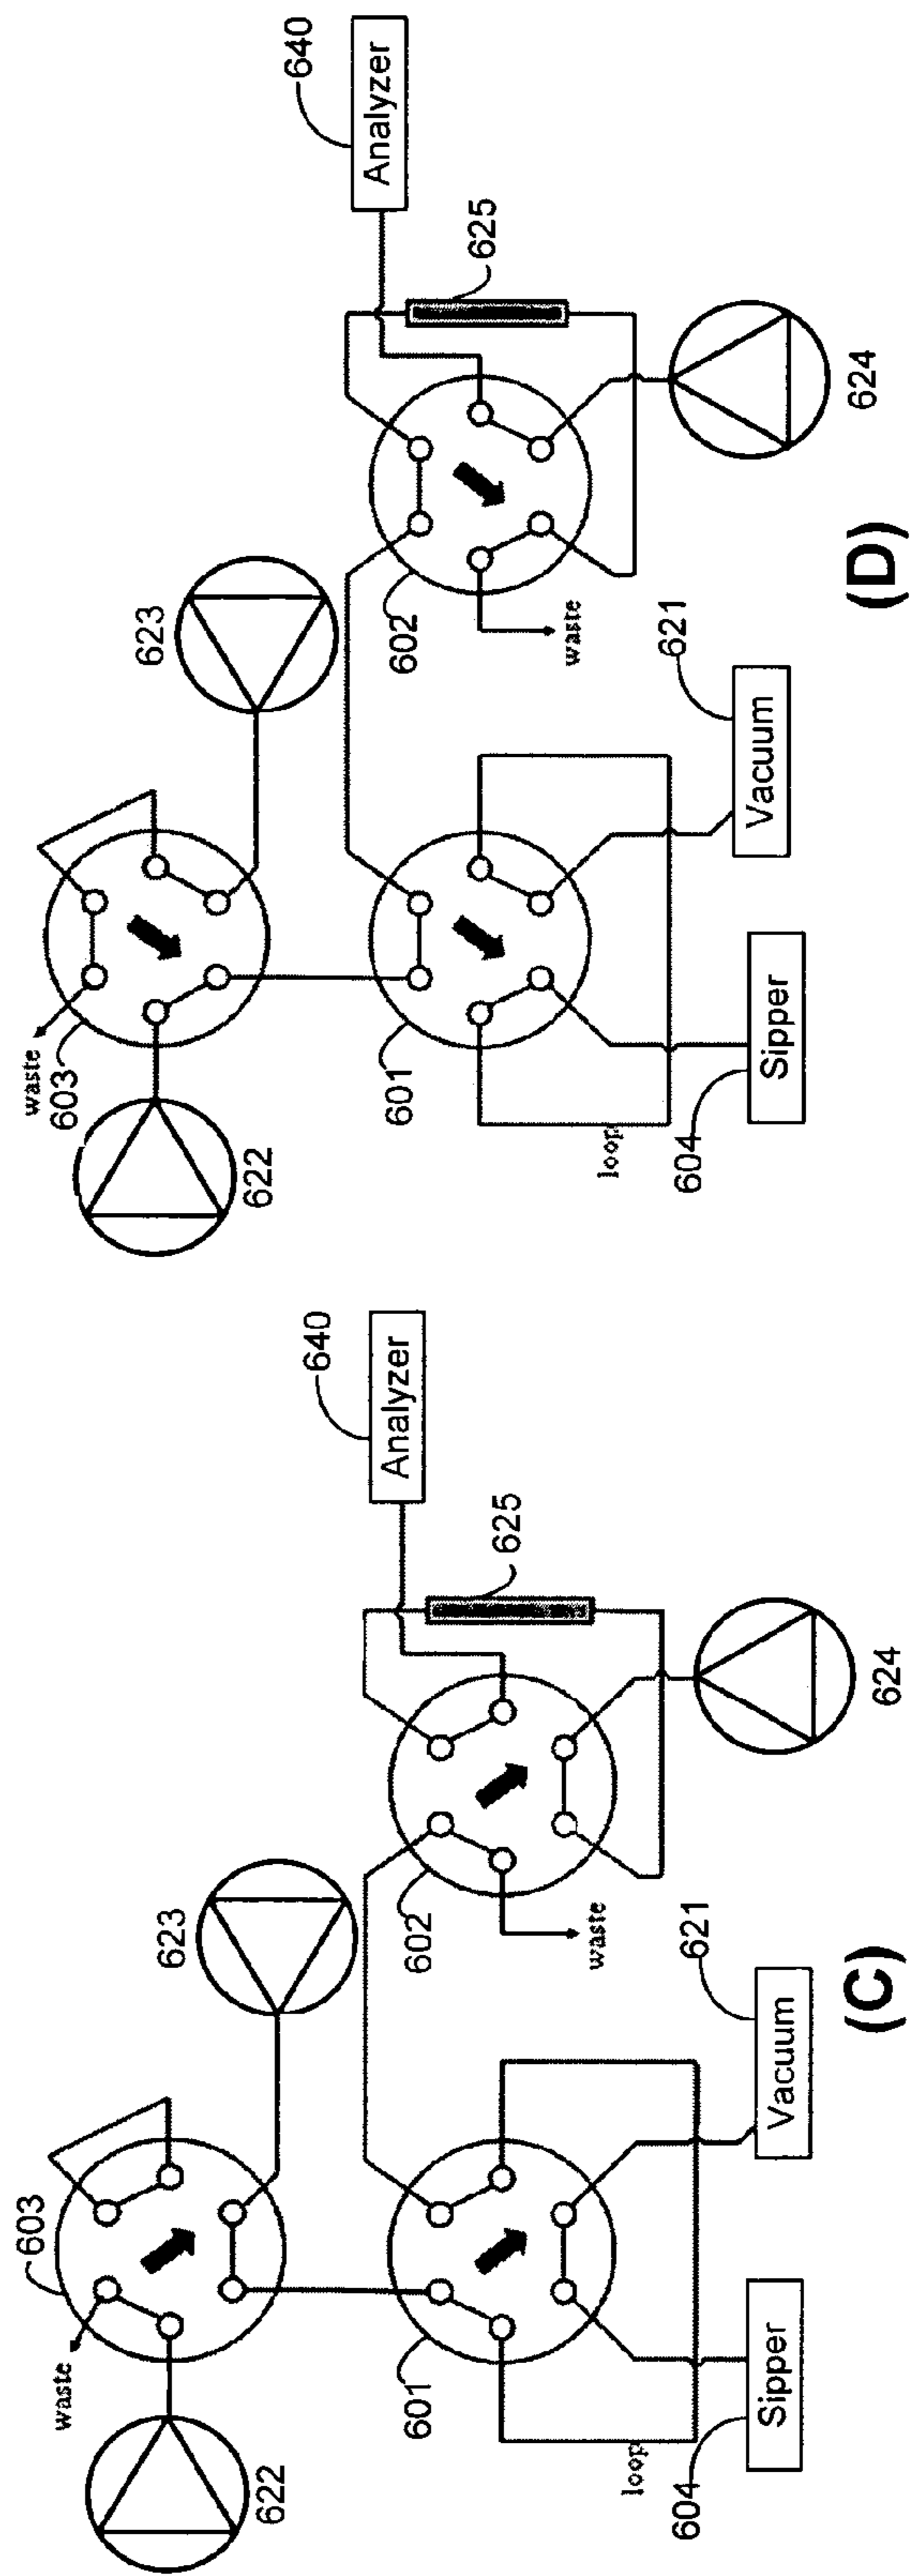 waste
603
622
623
Analyzer
640
625
602
waste
601
loop
604
Sipper
Vacuum
621
624
(C)
waste
603
622
623
Analyzer
640
625
602
waste
601
loop
604
Sipper
Vacuum
621
624
(D)